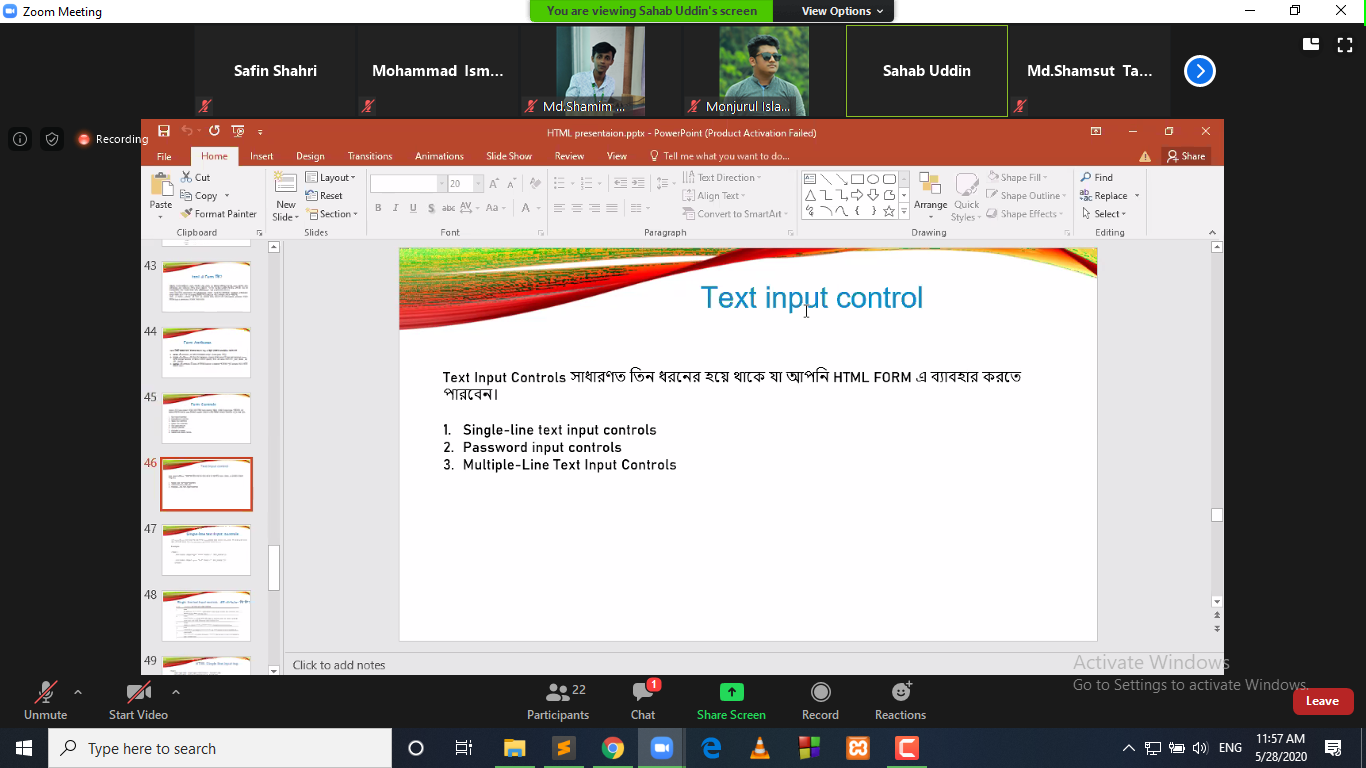 Zoom Meeting
You are viewing Sahab Uddin's screen
View Options
Safin Shahri
Mohammad Ism...
Md.Shamim ...
Monjurul Isla...
Sahab Uddin
Md.Shamsut Ta...
Recording
HTML presentaion.pptx - PowerPoint (Product Activation Failed)
File Home Insert Design Transitions Animations Slide Show Review View Tell me what you want to do... Share
Paste
Cut
Copy
Format Painter
Clipboard
New
Slide
Layout
Reset
Section
Slides
20
B I U S abc AV Aa A
Font
Text Direction
Align Text
Convert to SmartArt
Paragraph
Arrange
Quick
Styles
Shape Fill
Shape Outline
Shape Effects
Drawing
Find
Replace
Select
Editing
43
44
45
46
47
48
49
Text input control
Text Input Controls সাধারণত তিন ধরনের হয়ে থাকে যা আপনি HTML FORM এ ব্যাবহার করতে
পারবেন।
1. Single-line text input controls
2. Password input controls
3. Multiple-Line Text Input Controls
Click to add notes
Activate Windows
Go to Settings to activate Windows.
Unmute
Start Video
22
Participants
1
Chat
Share Screen
Record
Reactions
Leave
Type here to search
ENG
11:57 AM
5/28/2020